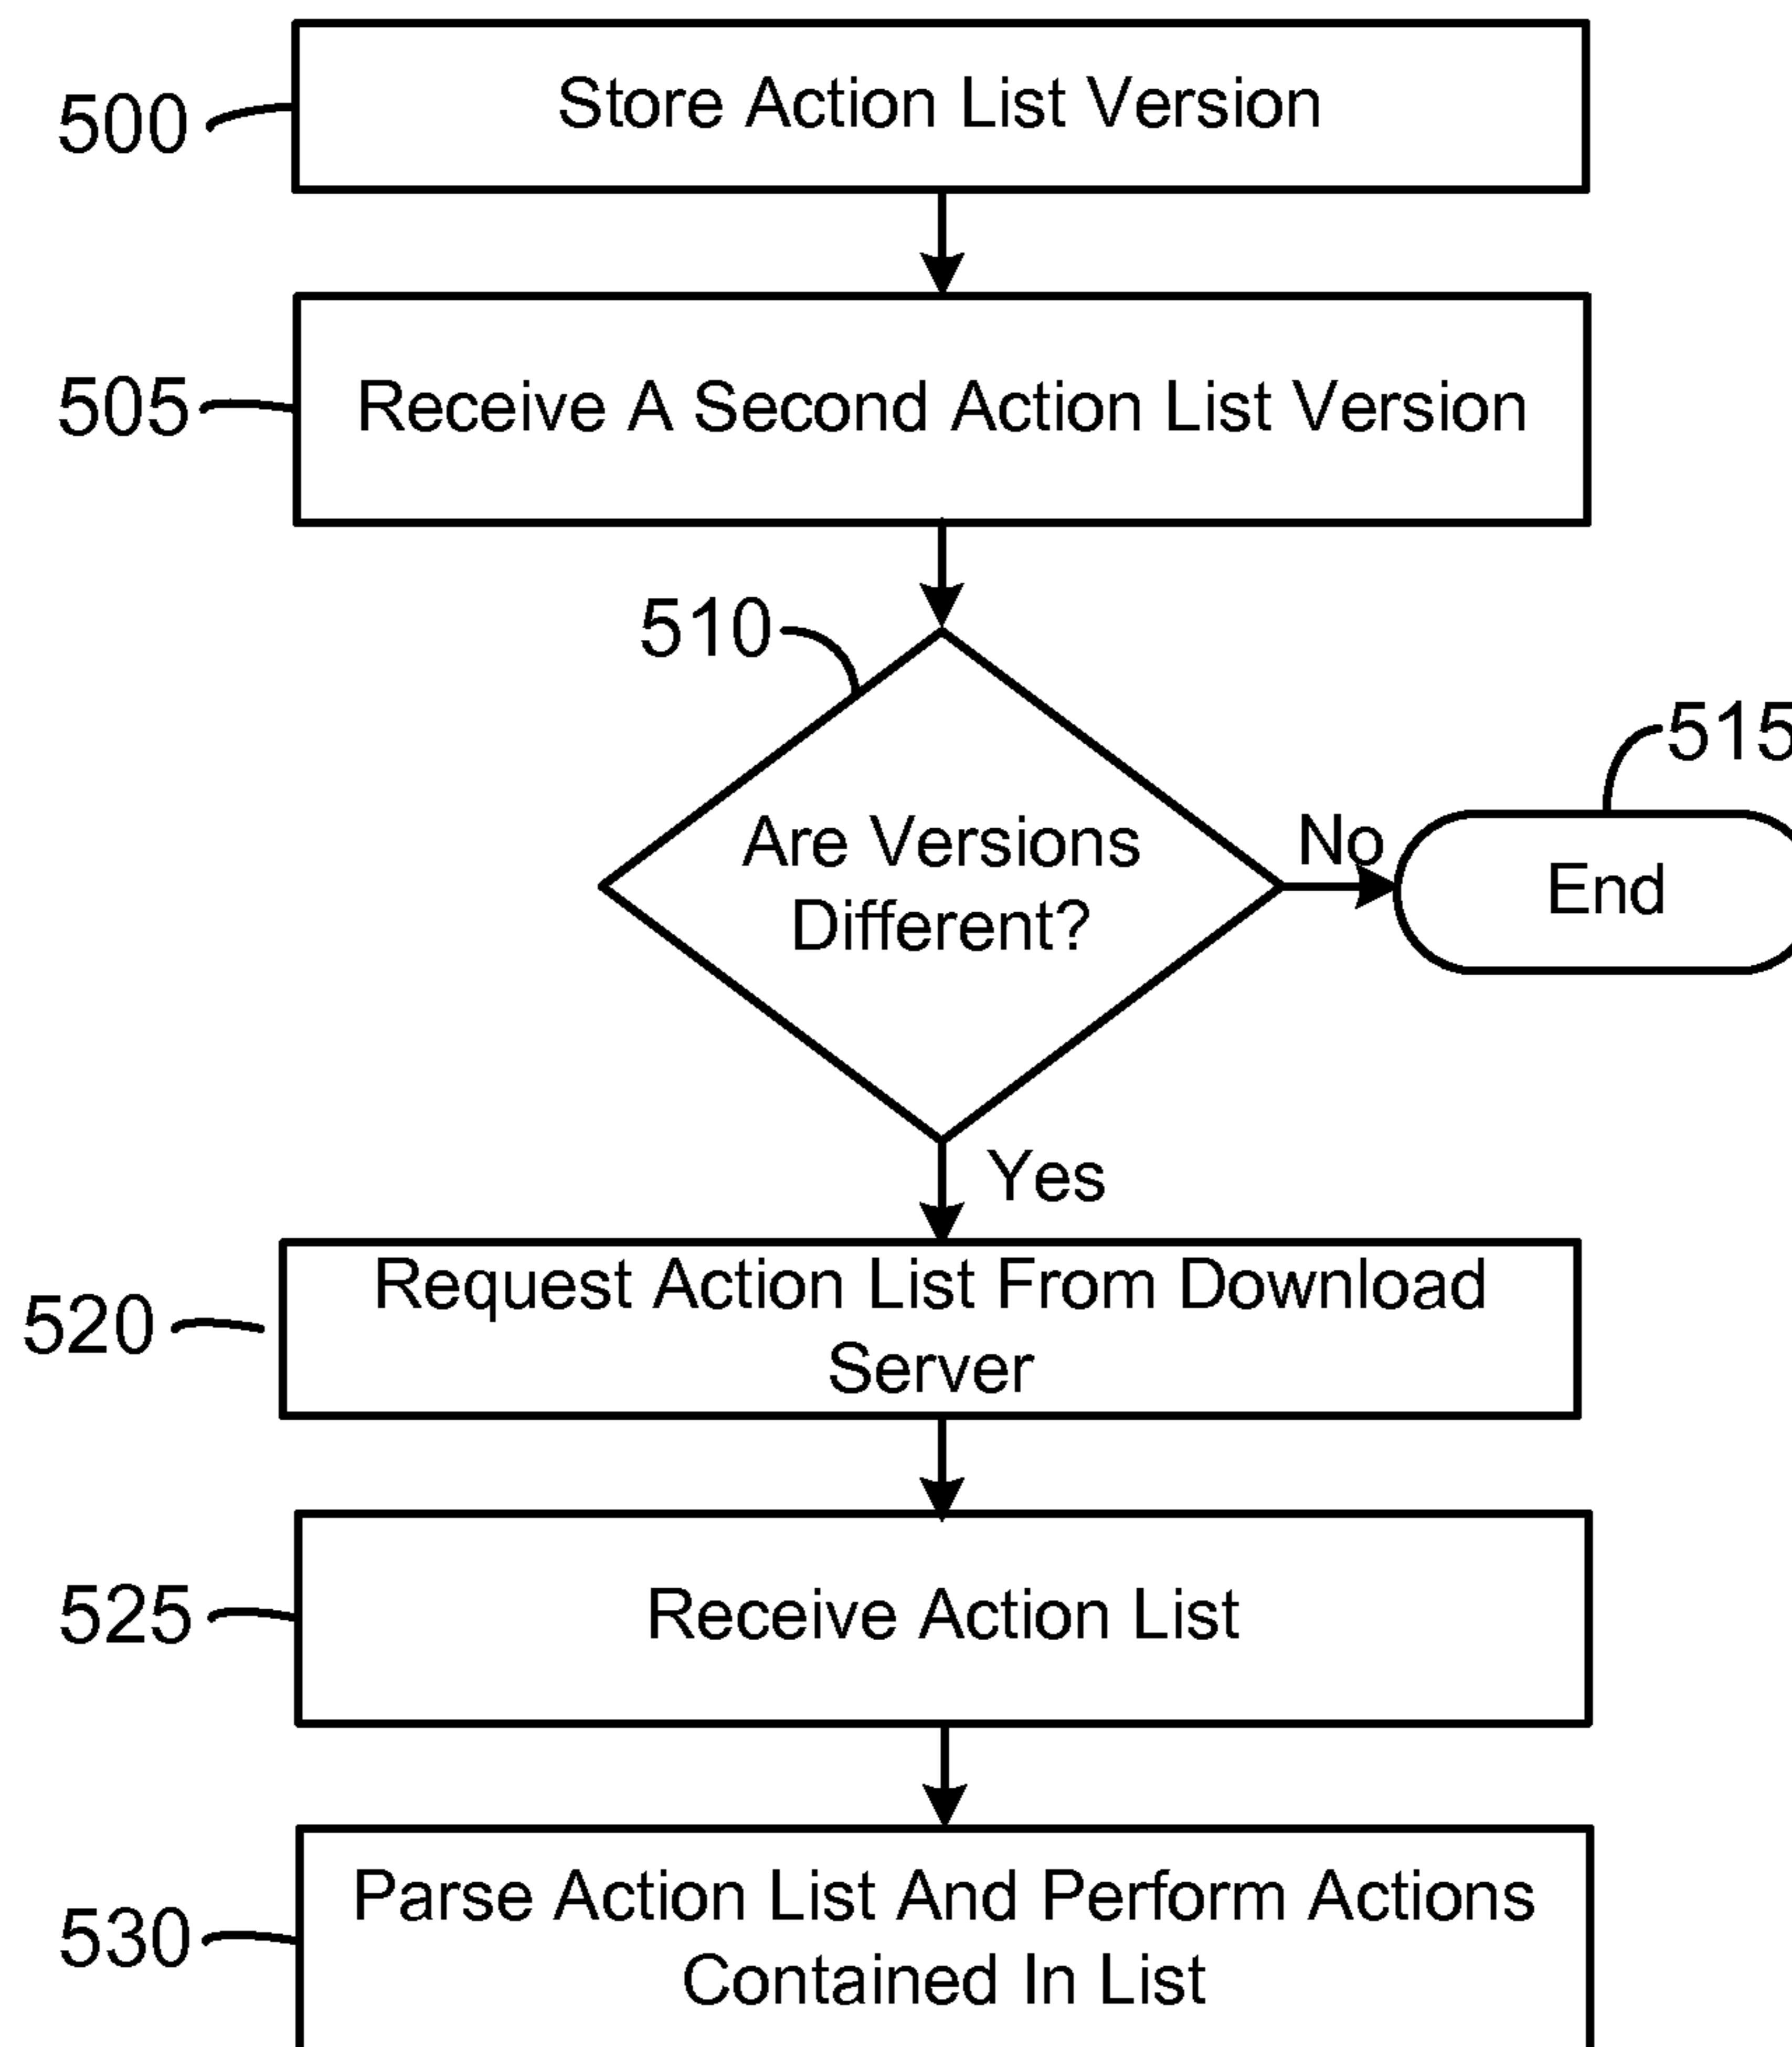 500
Store Action List Version
505
Receive A Second Action List Version
510
Are Versions
Different?
No
515
End
Yes
520
Request Action List From Download
Server
525
Receive Action List
530
Parse Action List And Perform Actions
Contained In List